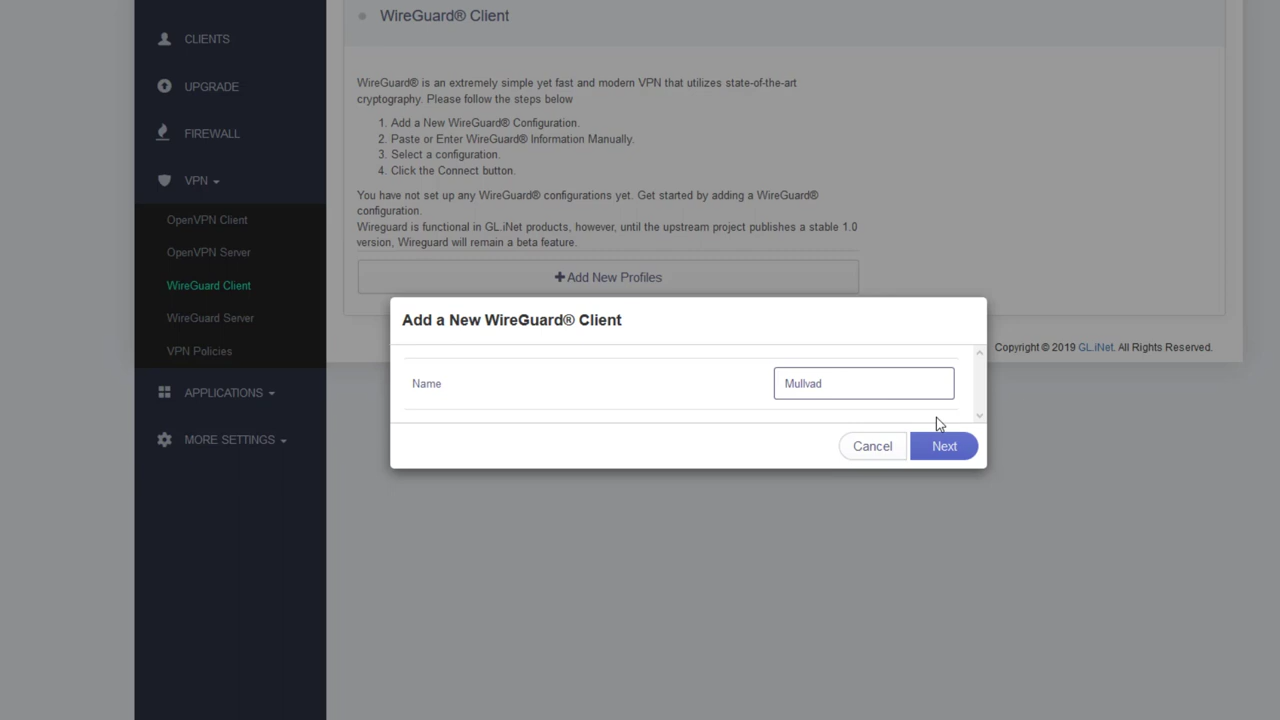 WireGuard® Client
CLIENTS
UPGRADE
FIREWALL
VPN
OpenVPN Client
OpenVPN Server
WireGuard Client
WireGuard Server
VPN Policies
APPLICATIONS
MORE SETTINGS
WireGuard® is an extremely simple yet fast and modern VPN that utilizes state-of-the-art
cryptography. Please follow the steps below
1. Add a New WireGuard® Configuration.
2. Paste or Enter WireGuard® Information Manually.
3. Select a configuration.
4. Click the Connect button.
You have not set up any WireGuard® configurations yet. Get started by adding a WireGuard®
configuration.
Wireguard is functional in GL.iNet products, however, until the upstream project publishes a stable 1.0
version, Wireguard will remain a beta feature.
+Add New Profiles
Add a New WireGuard® Client
Name
Mullvad
Cancel
Next
Copyright © 2019 GL.iNet. All Rights Reserved.